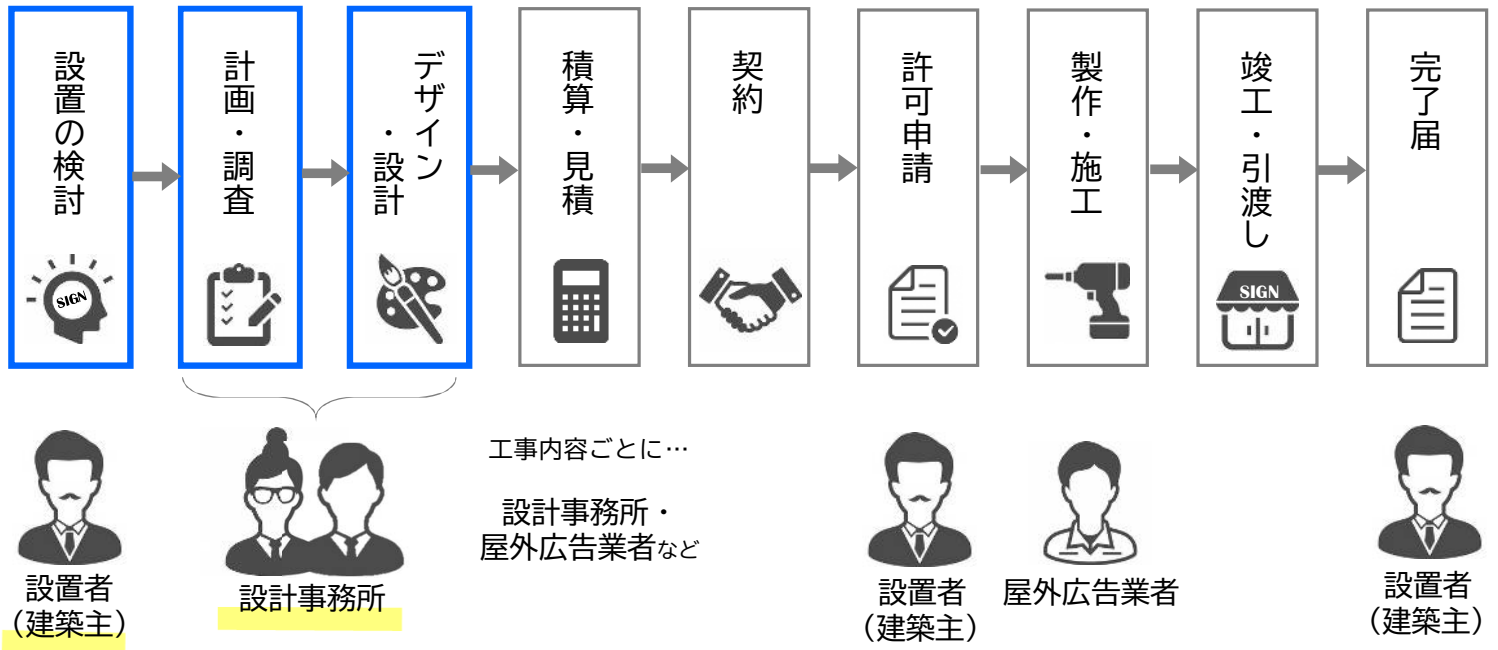 設置の検討
SIGN
計画・調査
デザイン
・設計
積算・見積
契約
許可申請
製作・施工
竣工・引渡し
SIGN
完了届
設置者
（建築主）
設計事務所
工事内容ごとに…
設計事務所・
屋外広告業者など
設置者
（建築主）
屋外広告業者
設置者
（建築主）